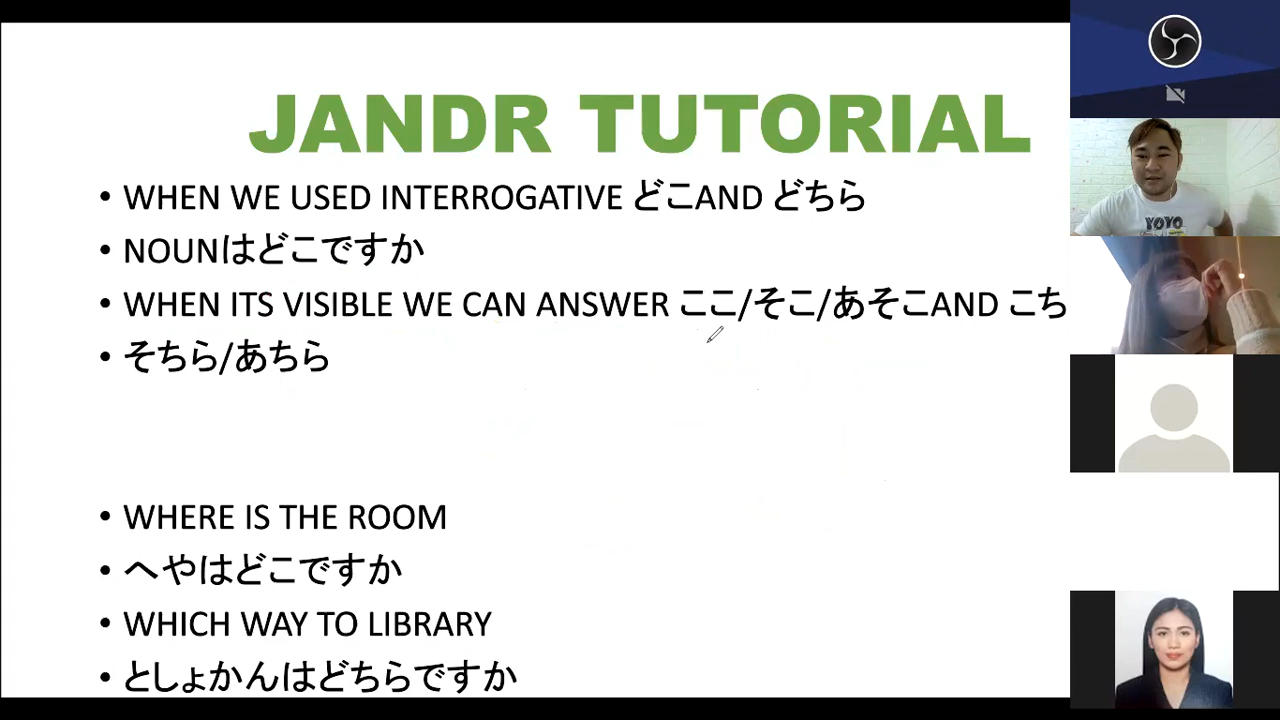 JANDR TUTORIAL
• WHEN WE USED INTERROGATIVE どこAND どちら
• NOUNはどこですか
• WHEN ITS VISIBLE WE CAN ANSWER ここ/そこ/あそこAND こち
• そちら/あちら
• WHERE IS THE ROOM
• へやはどこですか
• WHICH WAY TO LIBRARY
• としょかんはどちらですか
YOYO